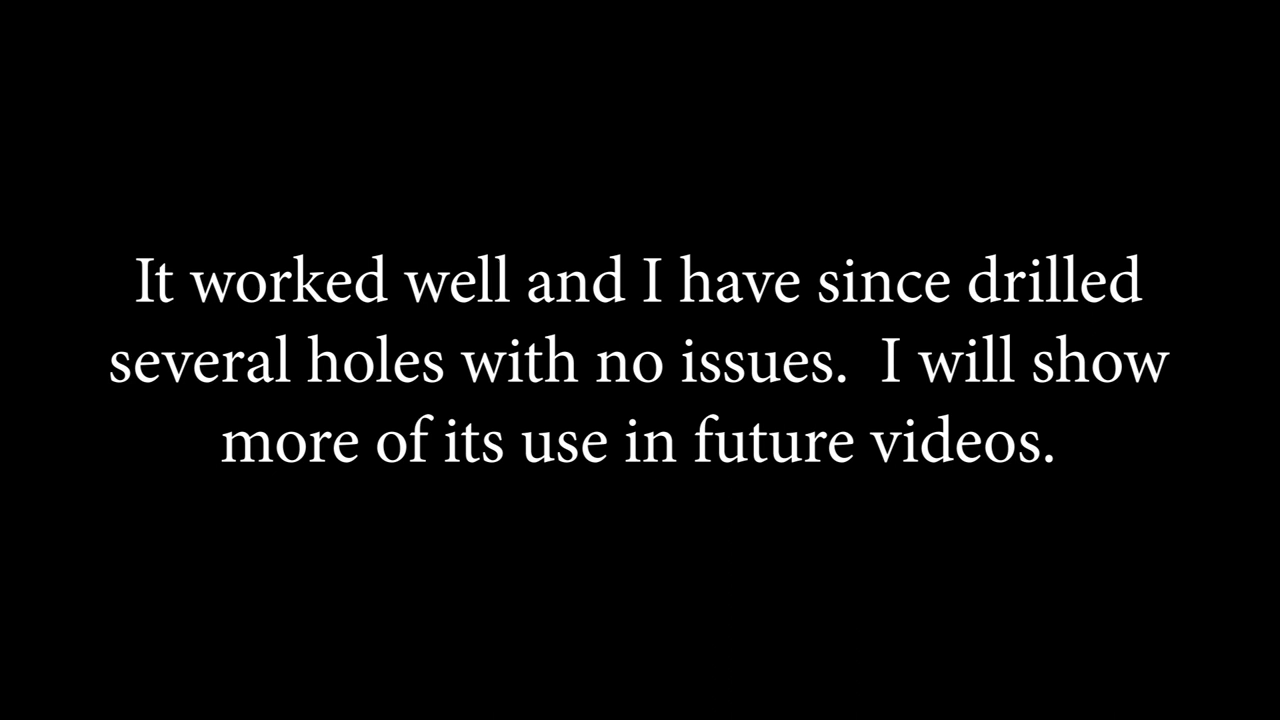 It worked well and I have since drilled
several holes with no issues.  I will show
more of its use in future videos.